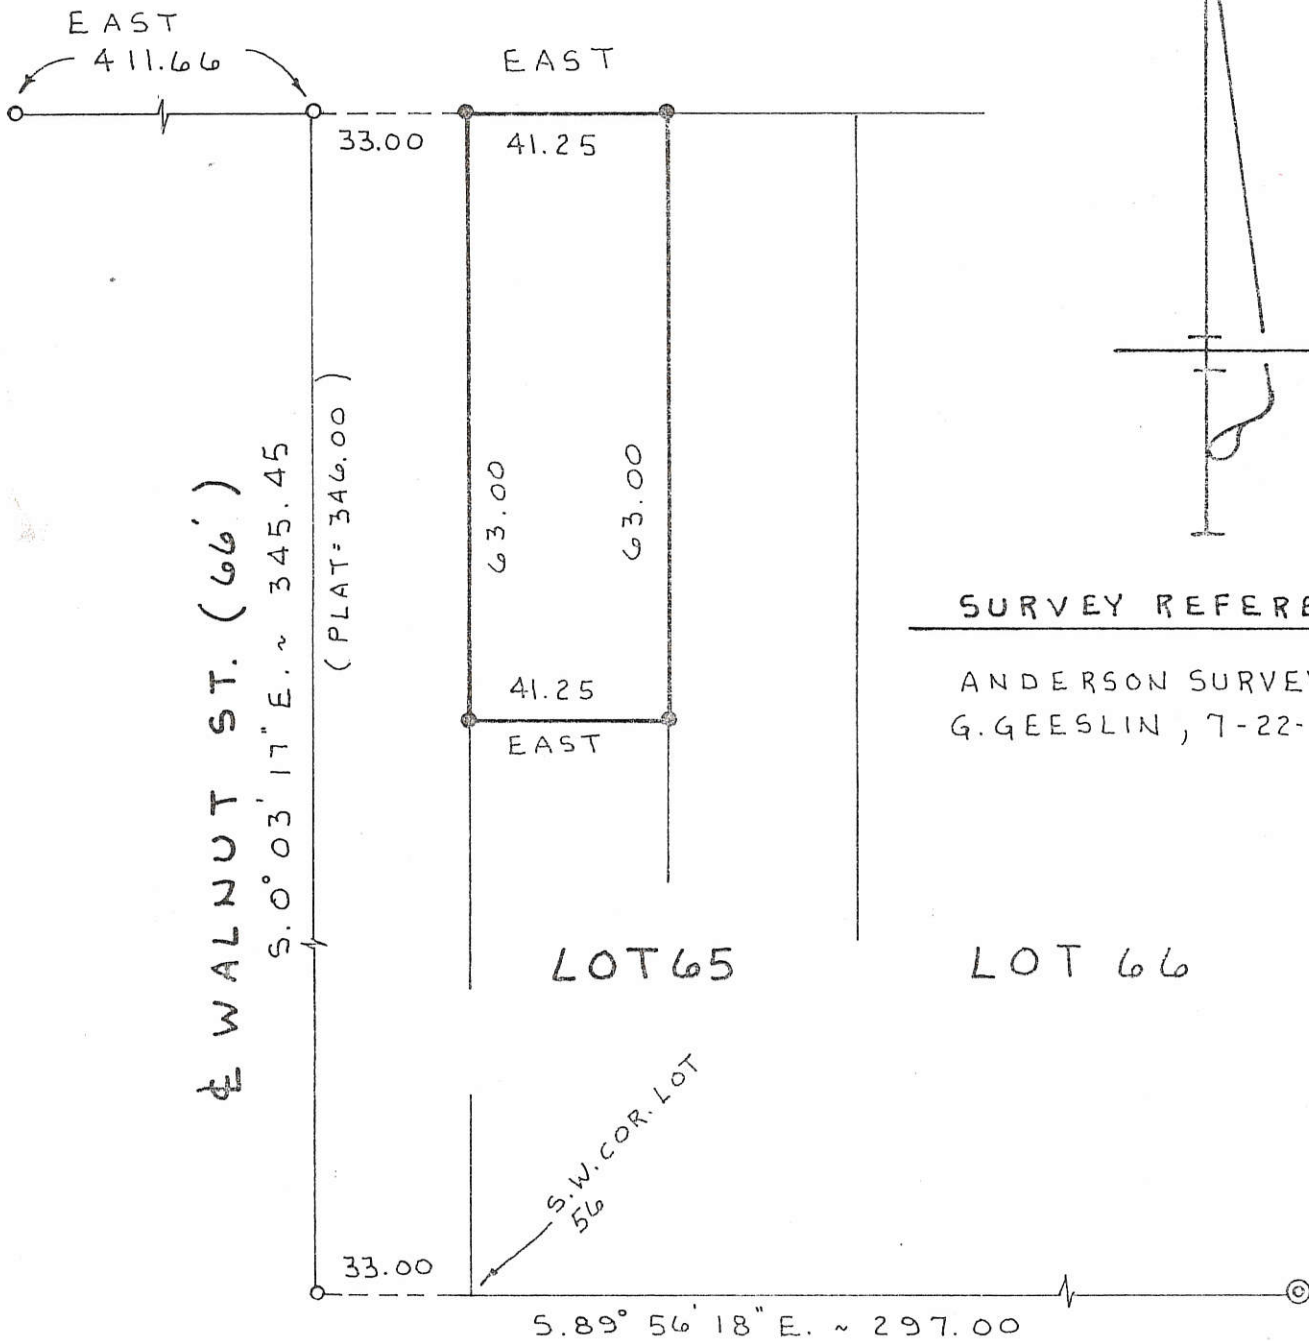 EAST
411.66
EAST
33.00
41.25
℄ WALNUT ST. (66')
S.0° 03' 17" E. ~ 345.45
(PLAT = 346.00)
63.00
63.00
41.25
EAST
SURVEY REFERE
ANDERSON SURVEY
G. GEESLIN, 7-22-
LOT 65
LOT 66
S.W. COR. LOT
56
33.00
S.89° 56' 18" E. ~ 297.00